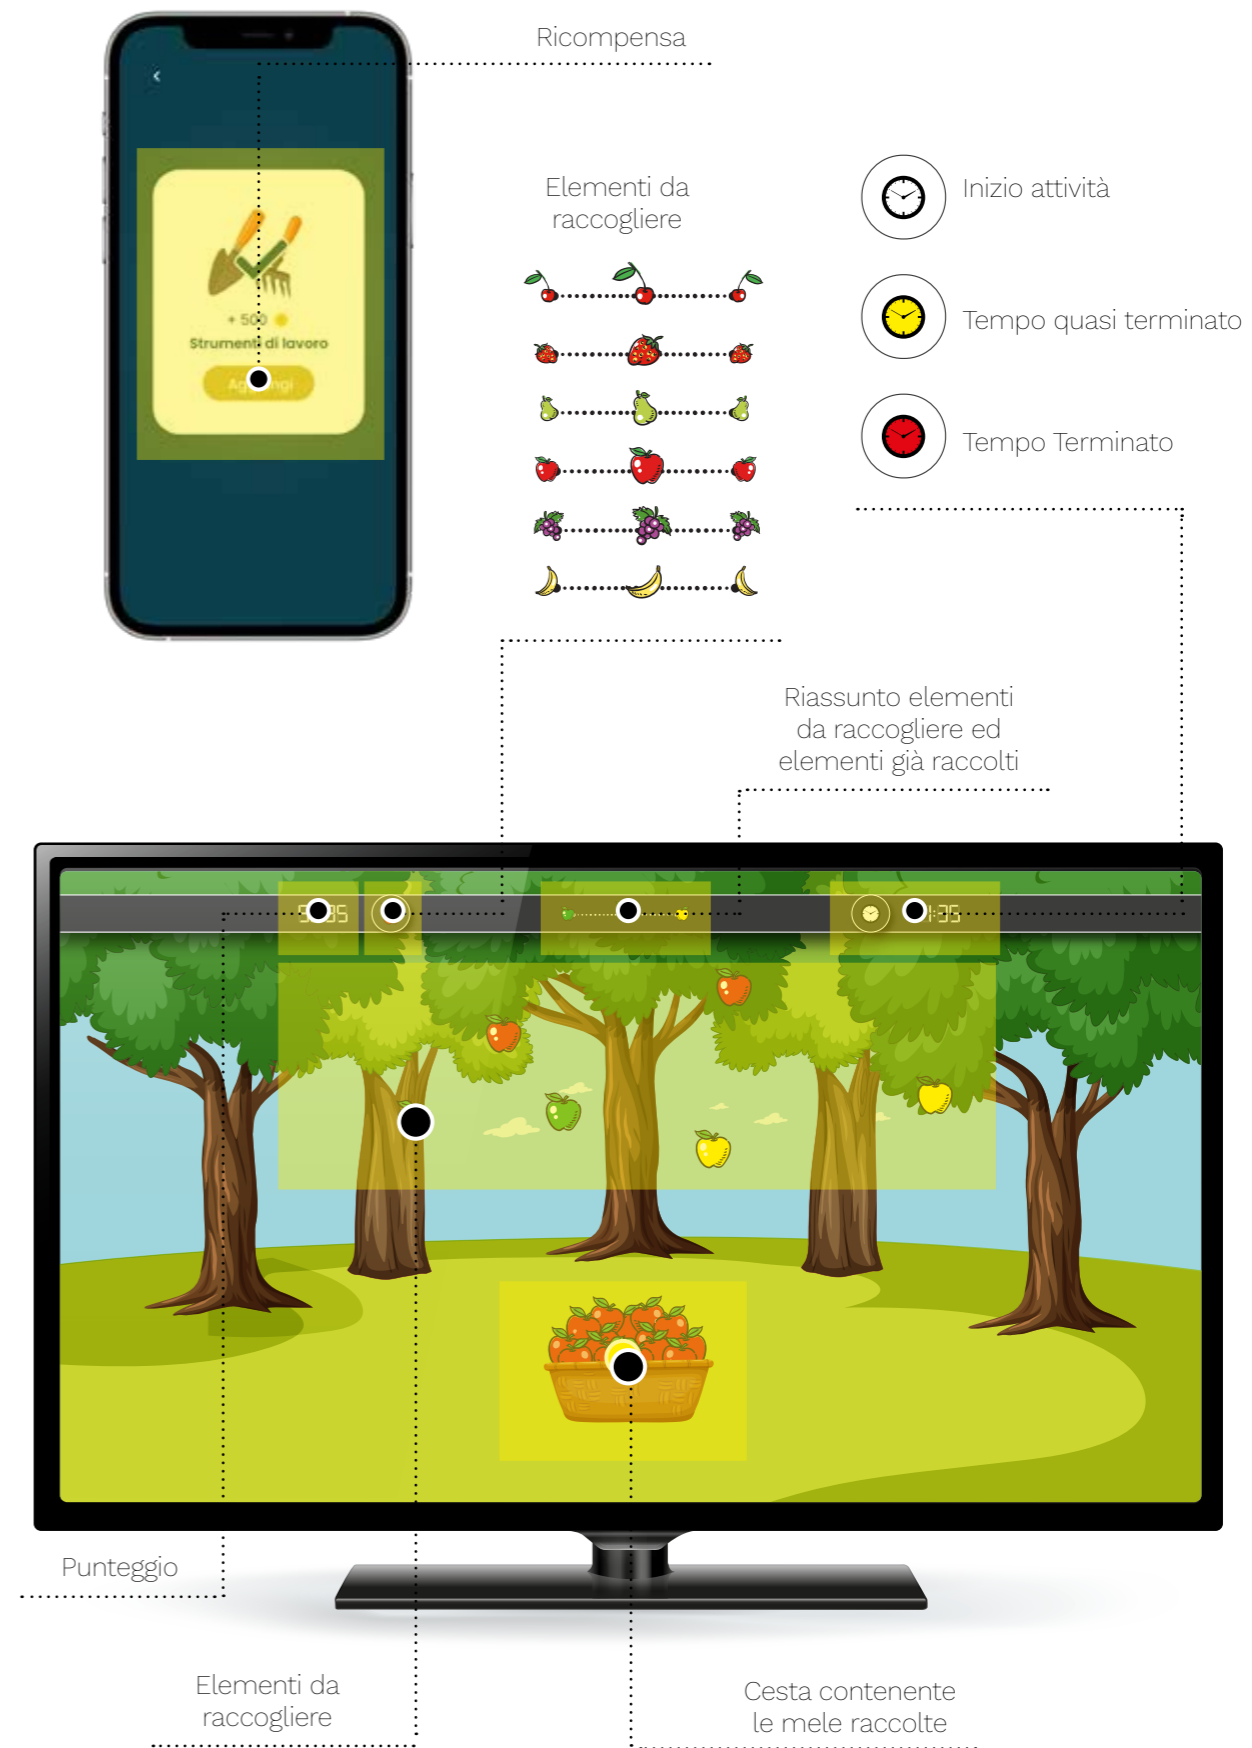 Ricompensa
Elementi da
raccogliere
Inizio attività
Tempo quasi terminato
Tempo Terminato
+ 500
Strumenti di lavoro
Riassunto elementi
da raccogliere ed
elementi già raccolti
Punteggio
Elementi da
raccogliere
Cesta contenente
le mele raccolte